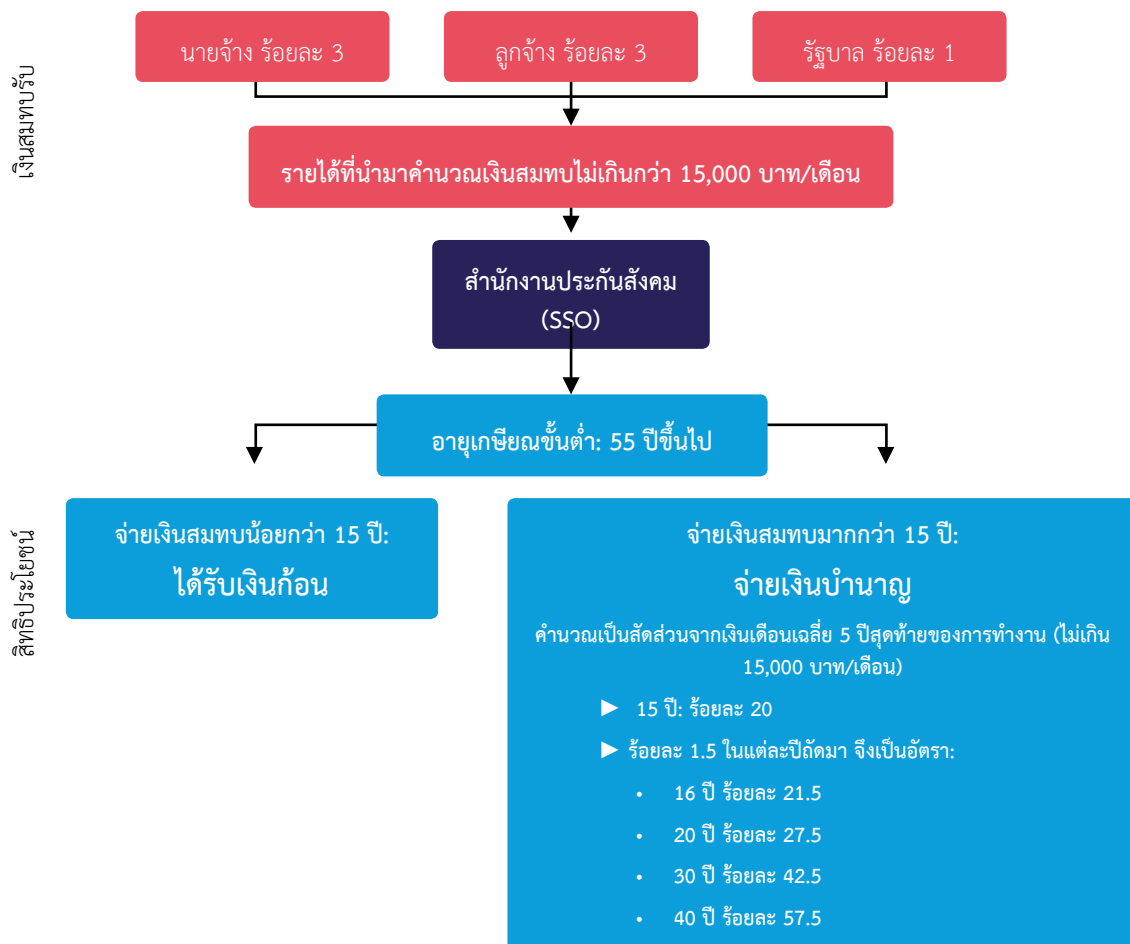 เงินสมทบรับ
นายจ้าง ร้อยละ 3
ลูกจ้าง ร้อยละ 3
รัฐบาล ร้อยละ 1
รายได้ที่นำมาคำนวณเงินสมทบไม่เกินกว่า 15,000 บาท/เดือน
สำนักงานประกันสังคม
(SSO)
อายุเกษียณขั้นต่ำ: 55 ปีขึ้นไป
สิทธิประโยชน์
จ่ายเงินสมทบน้อยกว่า 15 ปี:
ได้รับเงินก้อน
จ่ายเงินสมทบมากกว่า 15 ปี:
จ่ายเงินบำนาญ
คำนวณเป็นสัดส่วนจากเงินเดือนเฉลี่ย 5 ปีสุดท้ายของการทำงาน (ไม่เกิน
15,000 บาท/เดือน)
► 15 ปี: ร้อยละ 20
► ร้อยละ 1.5 ในแต่ละปีถัดมา จึงเป็นอัตรา:
• 16 ปี ร้อยละ 21.5
• 20 ปี ร้อยละ 27.5
• 30 ปี ร้อยละ 42.5
• 40 ปี ร้อยละ 57.5